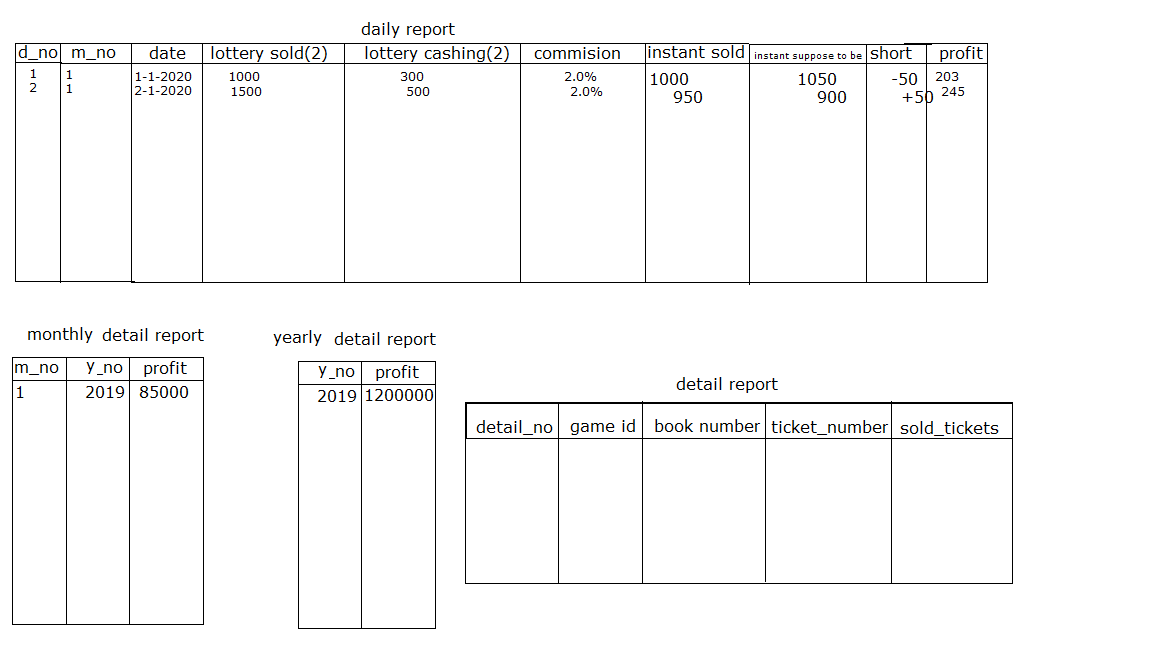 daily report
d_no m_no date lottery sold(2) lottery cashing(2) commision instant sold instant suppose to be short profit
1 1 1-1-2020 1000 300 2.0% 1000 1050 -50 203
2 1 2-1-2020 1500 500 2.0% 950 900 +50 245
monthly detail report
m_no y_no profit
1 2019 85000
yearly detail report
y_no profit
2019 1200000
detail report
detail_no game id book number ticket_number sold_tickets